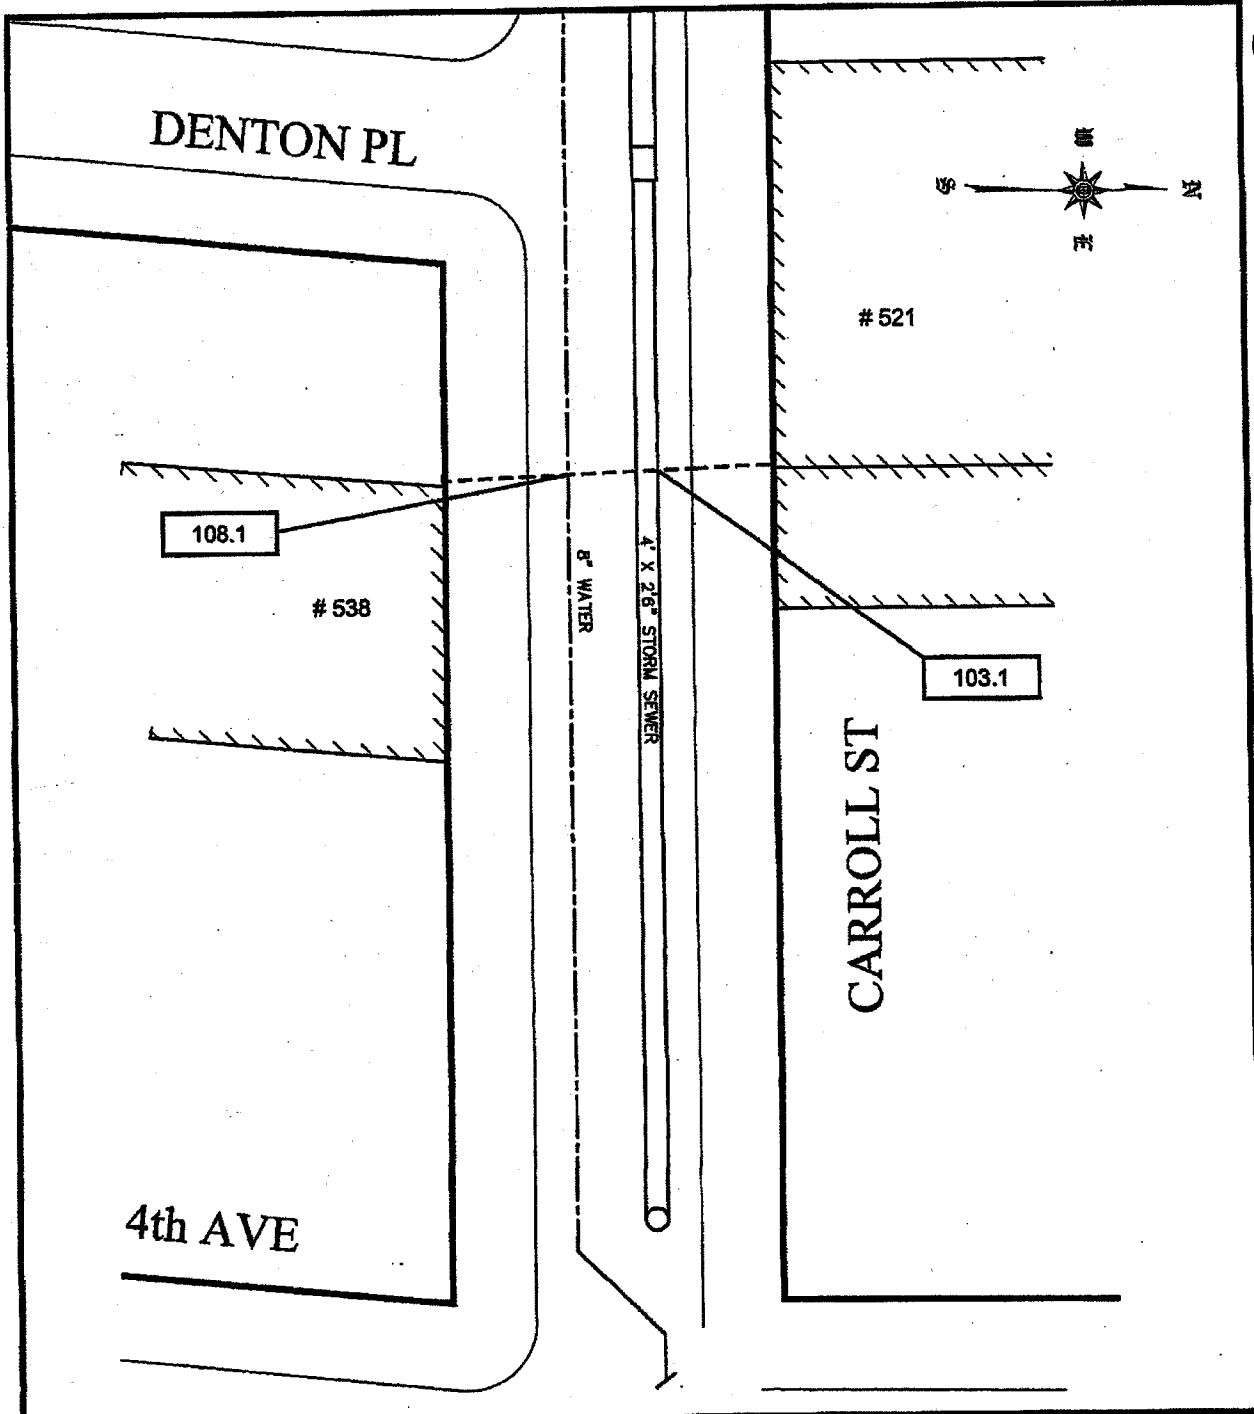 DENTON PL
W
S
N
E
# 521
108.1
# 538
8" WATER
4' X 2'6" STORM SEWER
103.1
CARROLL ST
4th AVE